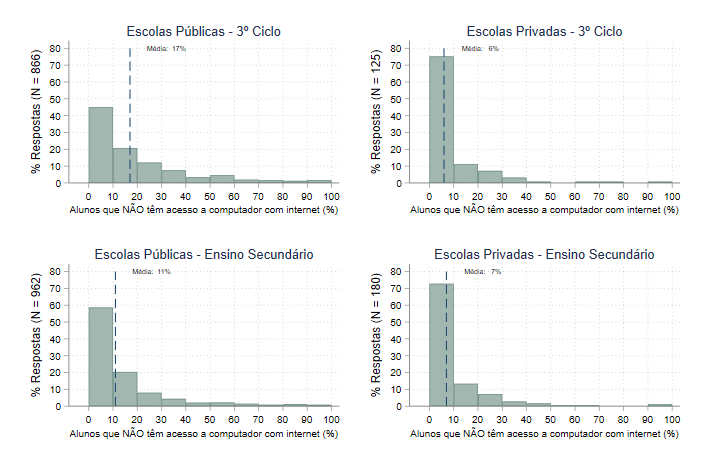 Escolas Públicas - 3º Ciclo
Média: 17%
% Respostas (N = 866)
80
70
60
50
40
30
20
10
0
0 10 20 30 40 50 60 70 80 90 100
Alunos que NÃO têm acesso a computador com internet (%)
Escolas Privadas - 3º Ciclo
Média: 6%
% Respostas (N = 125)
80
70
60
50
40
30
20
10
0
0 10 20 30 40 50 60 70 80 90 100
Alunos que NÃO têm acesso a computador com internet (%)
Escolas Públicas - Ensino Secundário
Média: 11%
% Respostas (N = 962)
80
70
60
50
40
30
20
10
0
0 10 20 30 40 50 60 70 80 90 100
Alunos que NÃO têm acesso a computador com internet (%)
Escolas Privadas - Ensino Secundário
Média: 7%
% Respostas (N = 180)
80
70
60
50
40
30
20
10
0
0 10 20 30 40 50 60 70 80 90 100
Alunos que NÃO têm acesso a computador com internet (%)